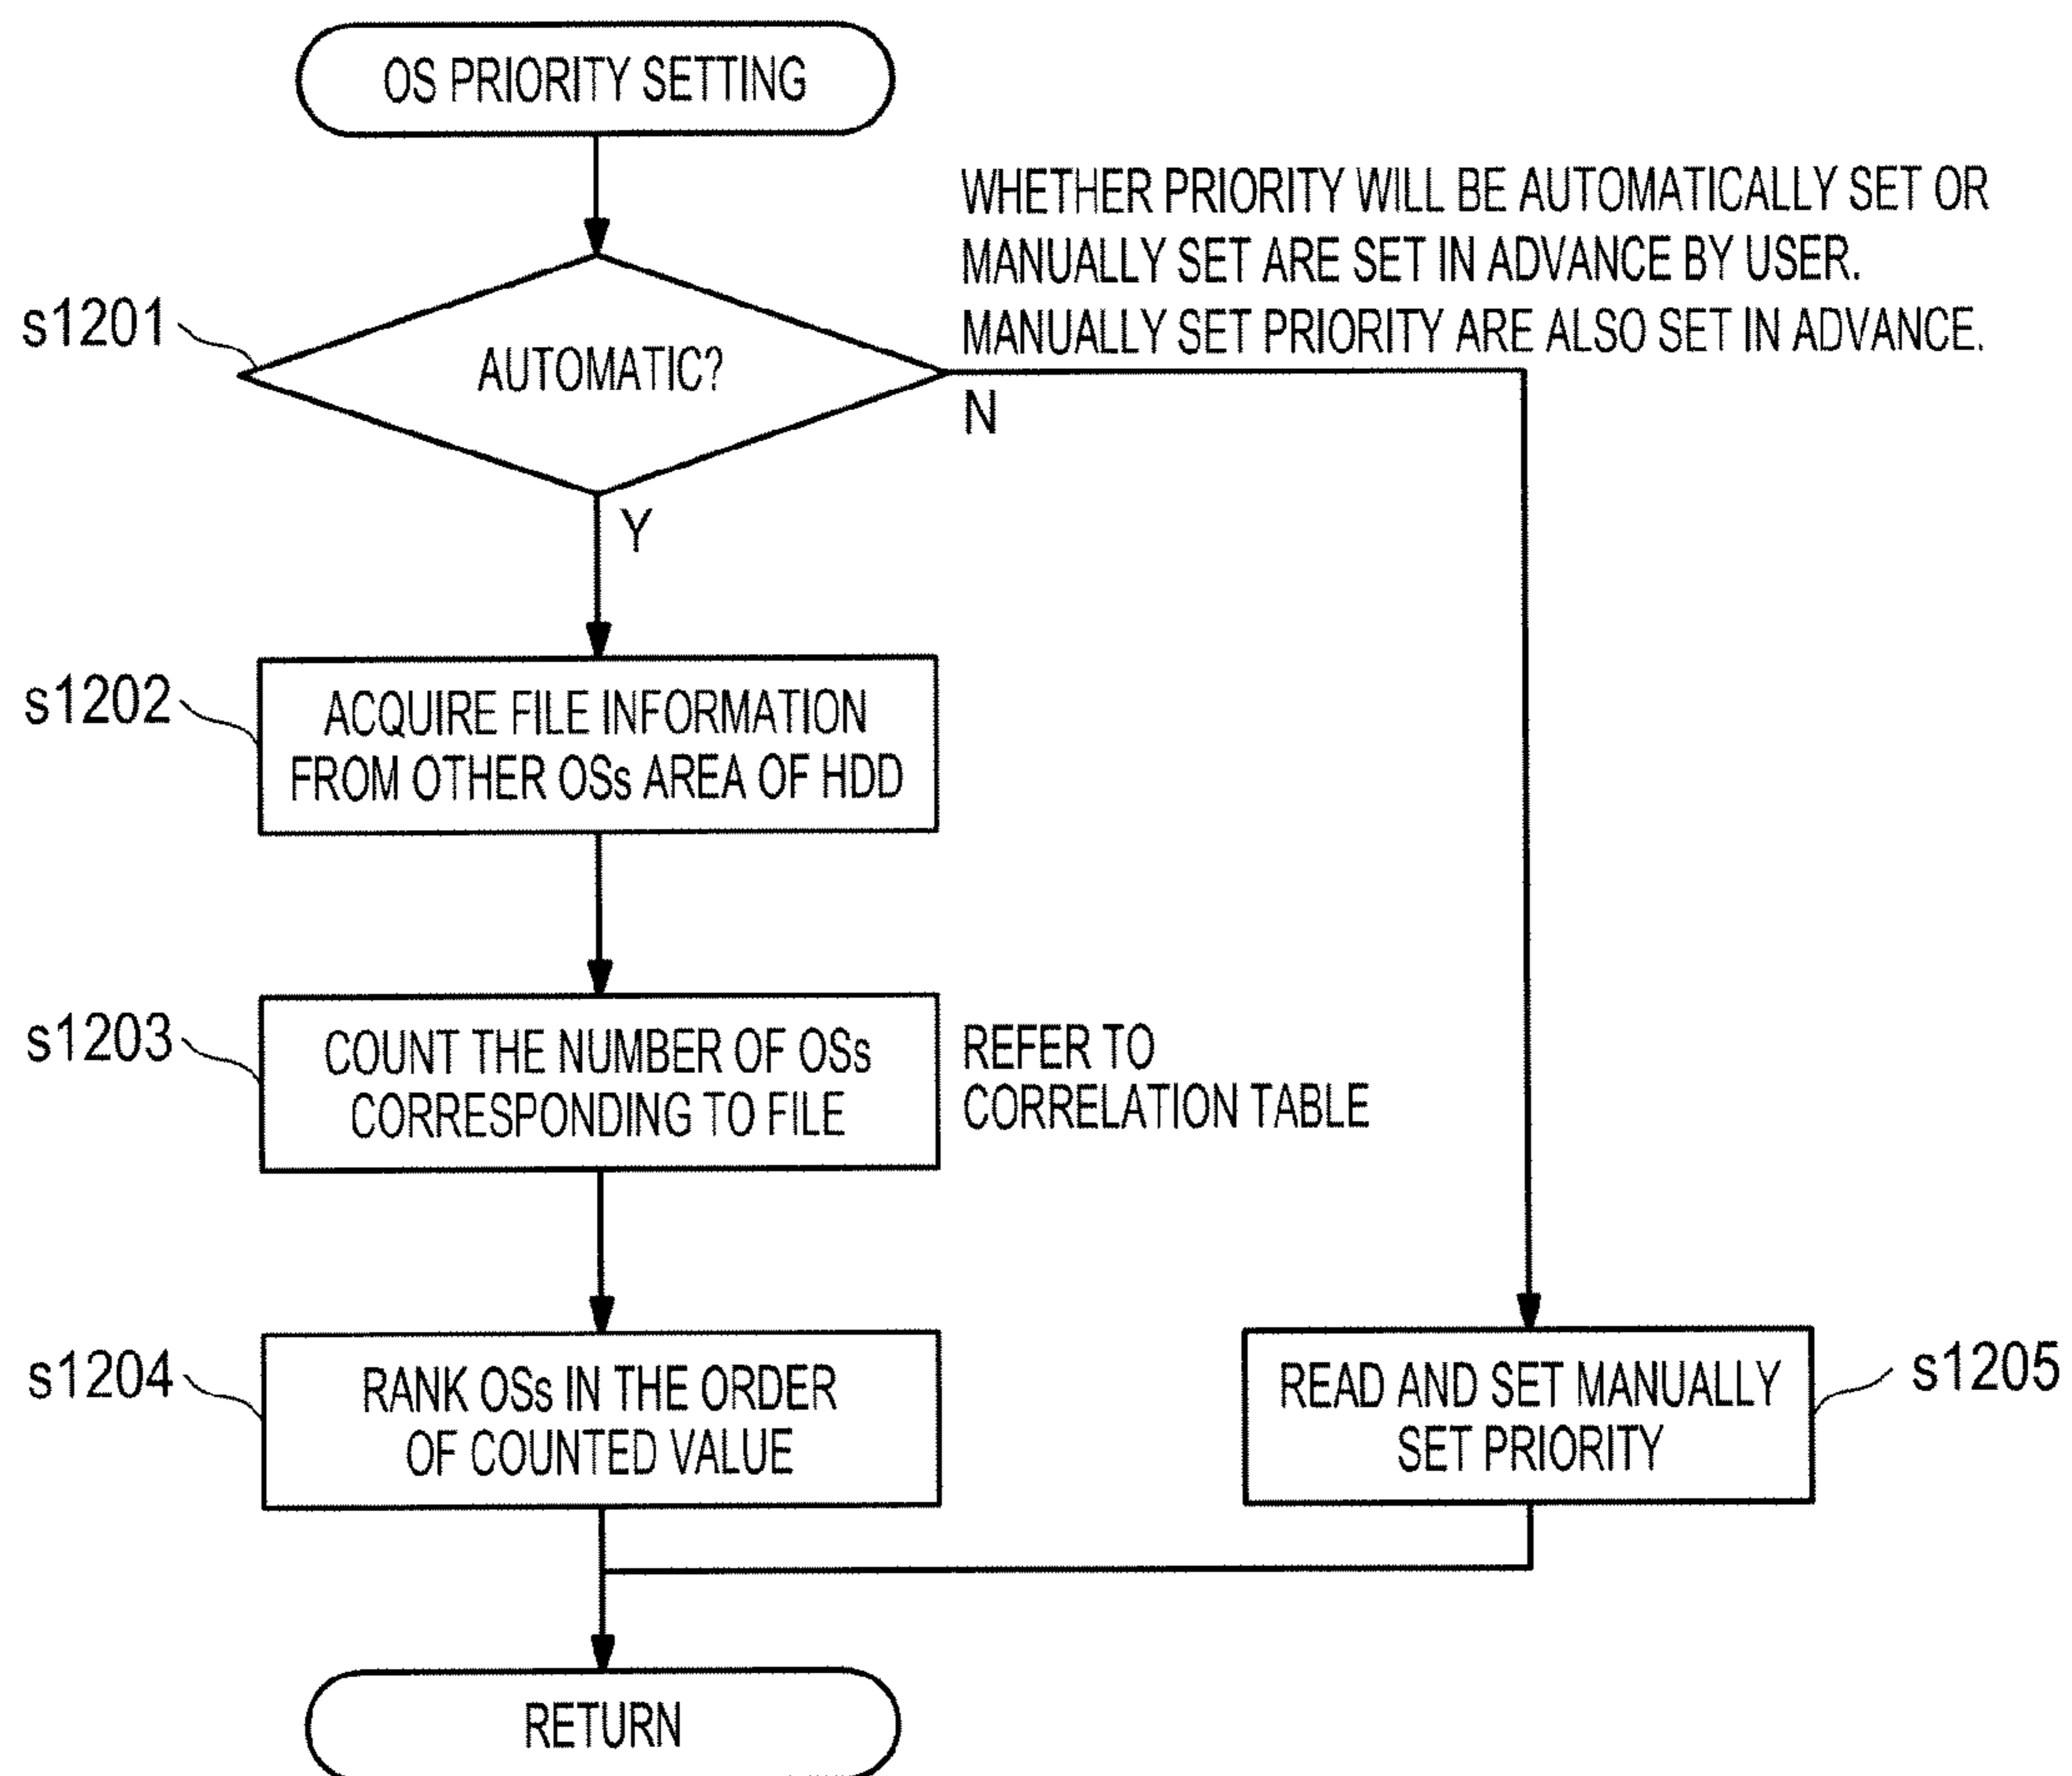 OS PRIORITY SETTING
WHETHER PRIORITY WILL BE AUTOMATICALLY SET OR
MANUALLY SET ARE SET IN ADVANCE BY USER.
MANUALLY SET PRIORITY ARE ALSO SET IN ADVANCE.
s1201
AUTOMATIC?
N
Y
s1202
ACQUIRE FILE INFORMATION
FROM OTHER OSs AREA OF HDD
s1203
COUNT THE NUMBER OF OSs
CORRESPONDING TO FILE
REFER TO
CORRELATION TABLE
s1204
RANK OSs IN THE ORDER
OF COUNTED VALUE
READ AND SET MANUALLY
SET PRIORITY
s1205
RETURN